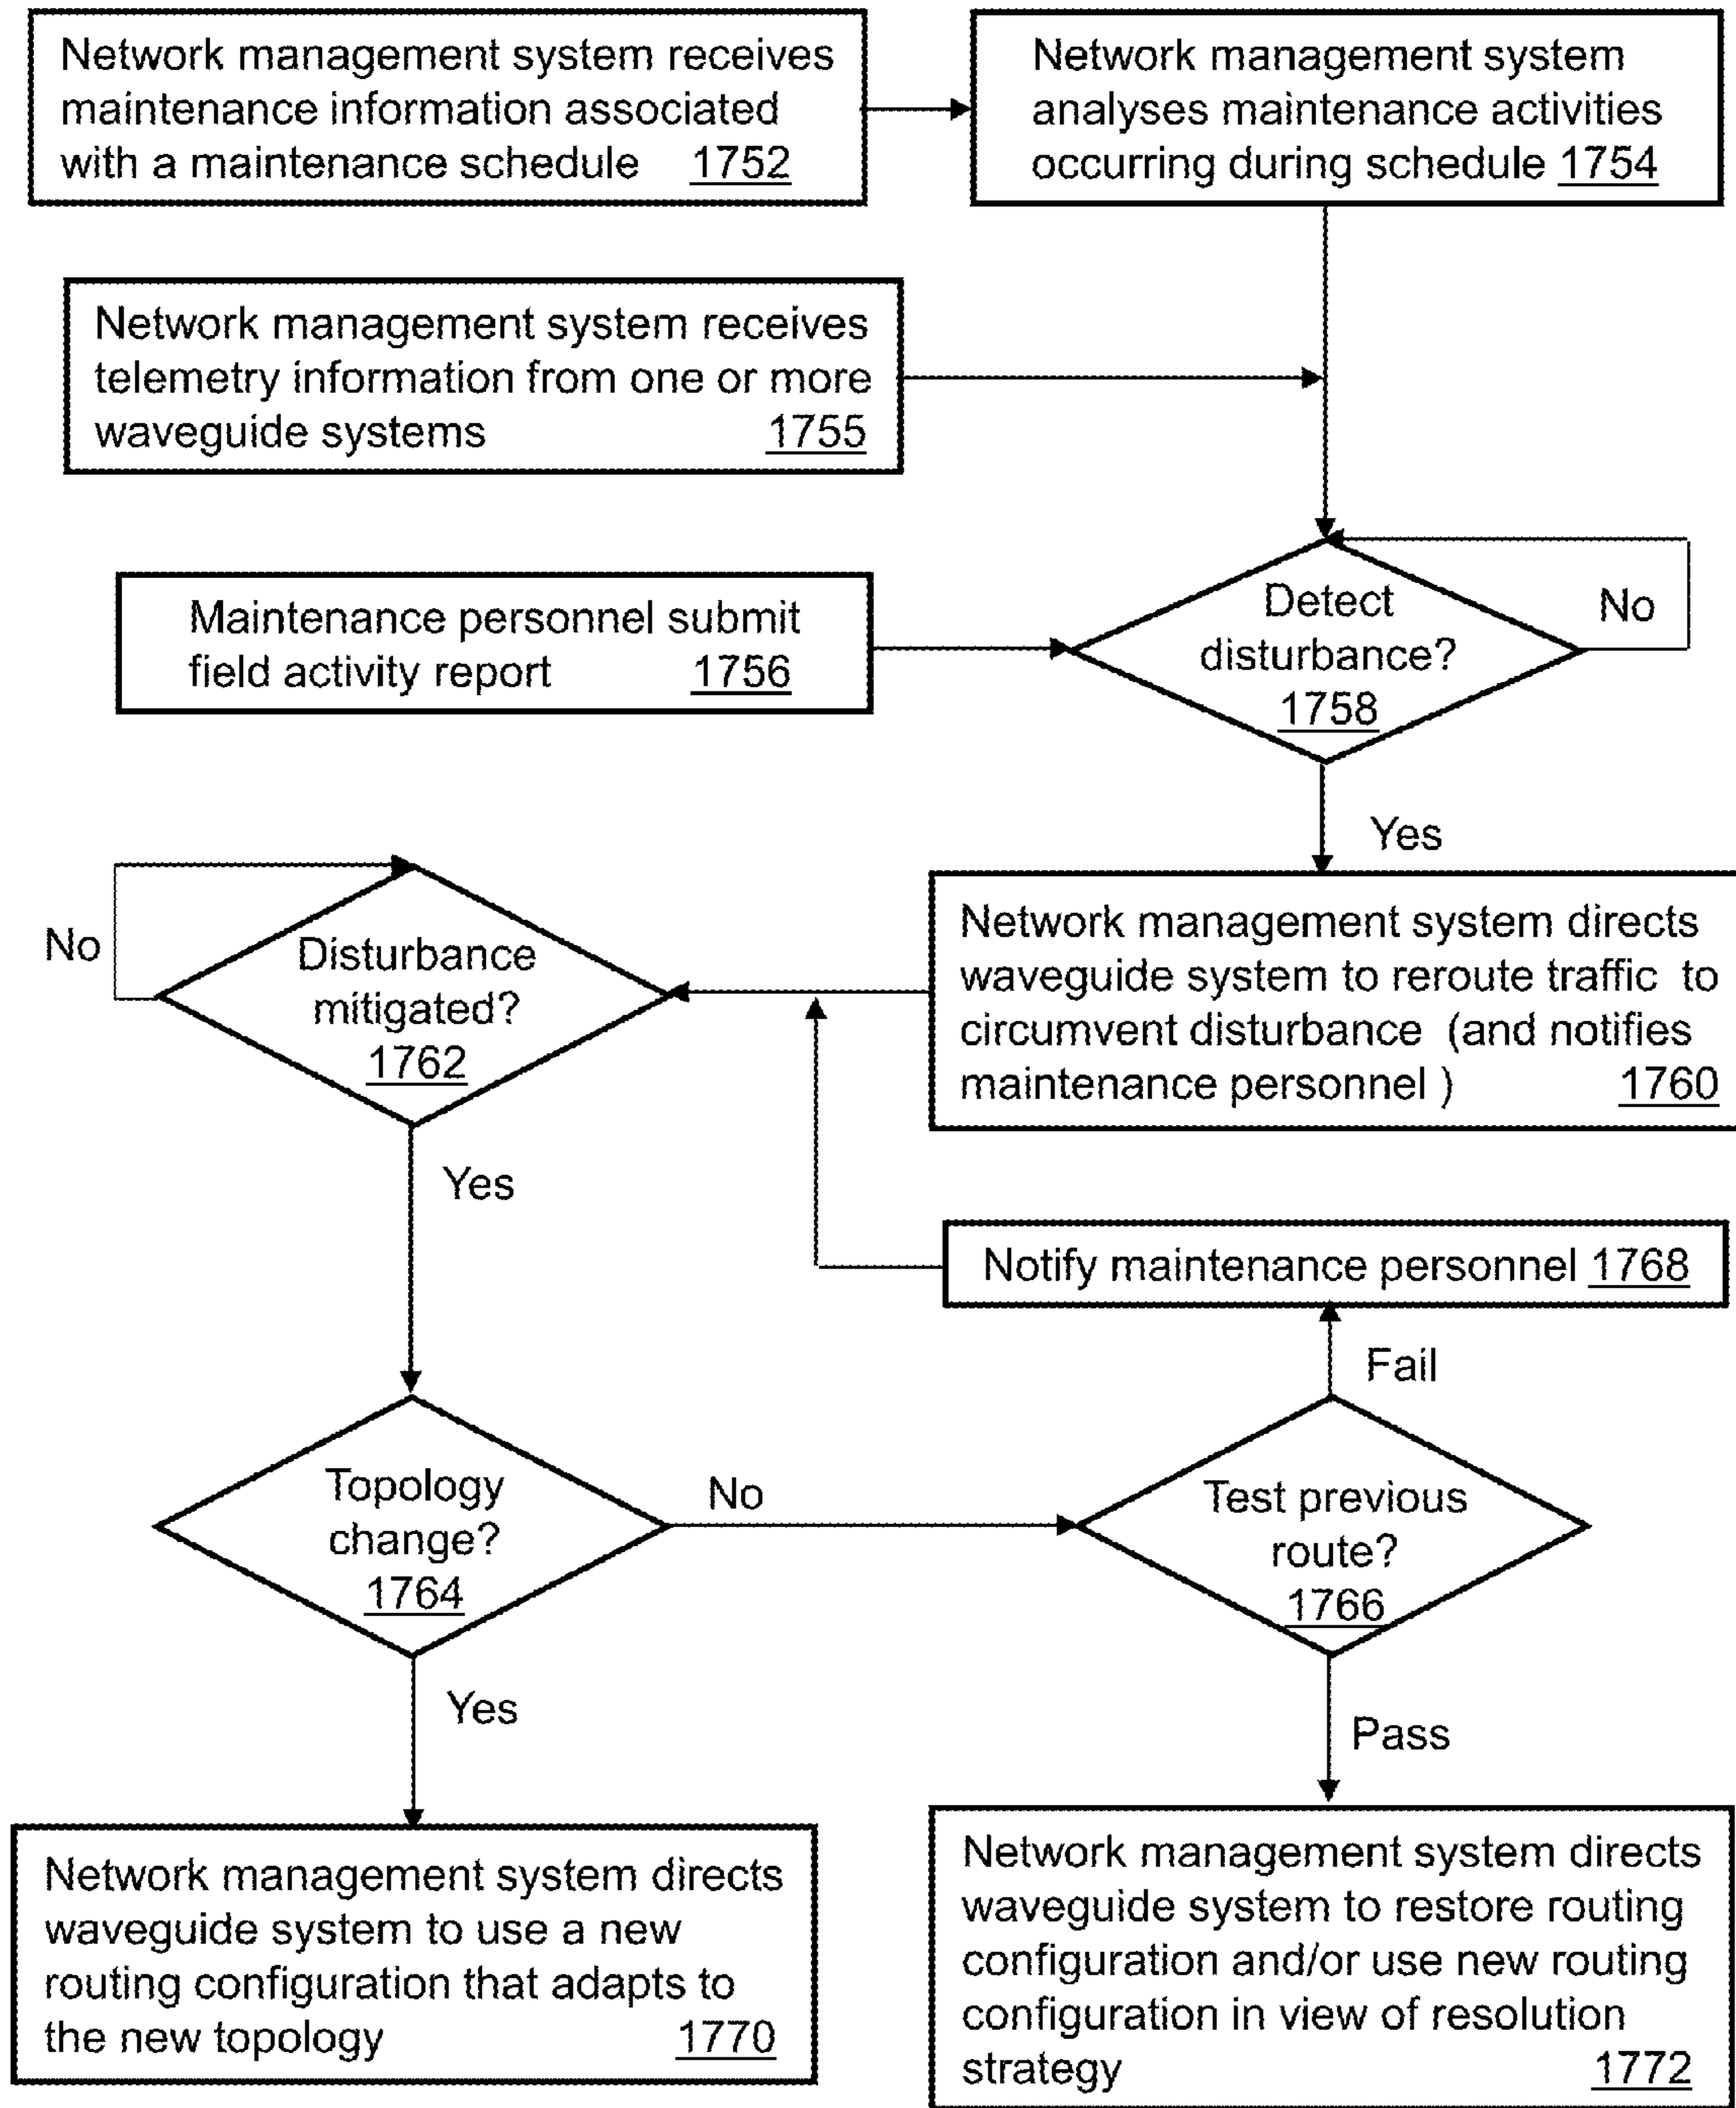 Network management system receives
maintenance information associated
with a maintenance schedule 1752
Network management system
analyses maintenance activities
occurring during schedule 1754
Network management system receives
telemetry information from one or more
waveguide systems 1755
Maintenance personnel submit
field activity report 1756
Detect
disturbance?
1758
No
Yes
Network management system directs
waveguide system to reroute traffic to
circumvent disturbance (and notifies
maintenance personnel ) 1760
Disturbance
mitigated?
1762
No
Yes
Notify maintenance personnel 1768
Fail
Topology
change?
1764
No
Test previous
route?
1766
Yes
Pass
Network management system directs
waveguide system to use a new
routing configuration that adapts to
the new topology 1770
Network management system directs
waveguide system to restore routing
configuration and/or use new routing
configuration in view of resolution
strategy 1772